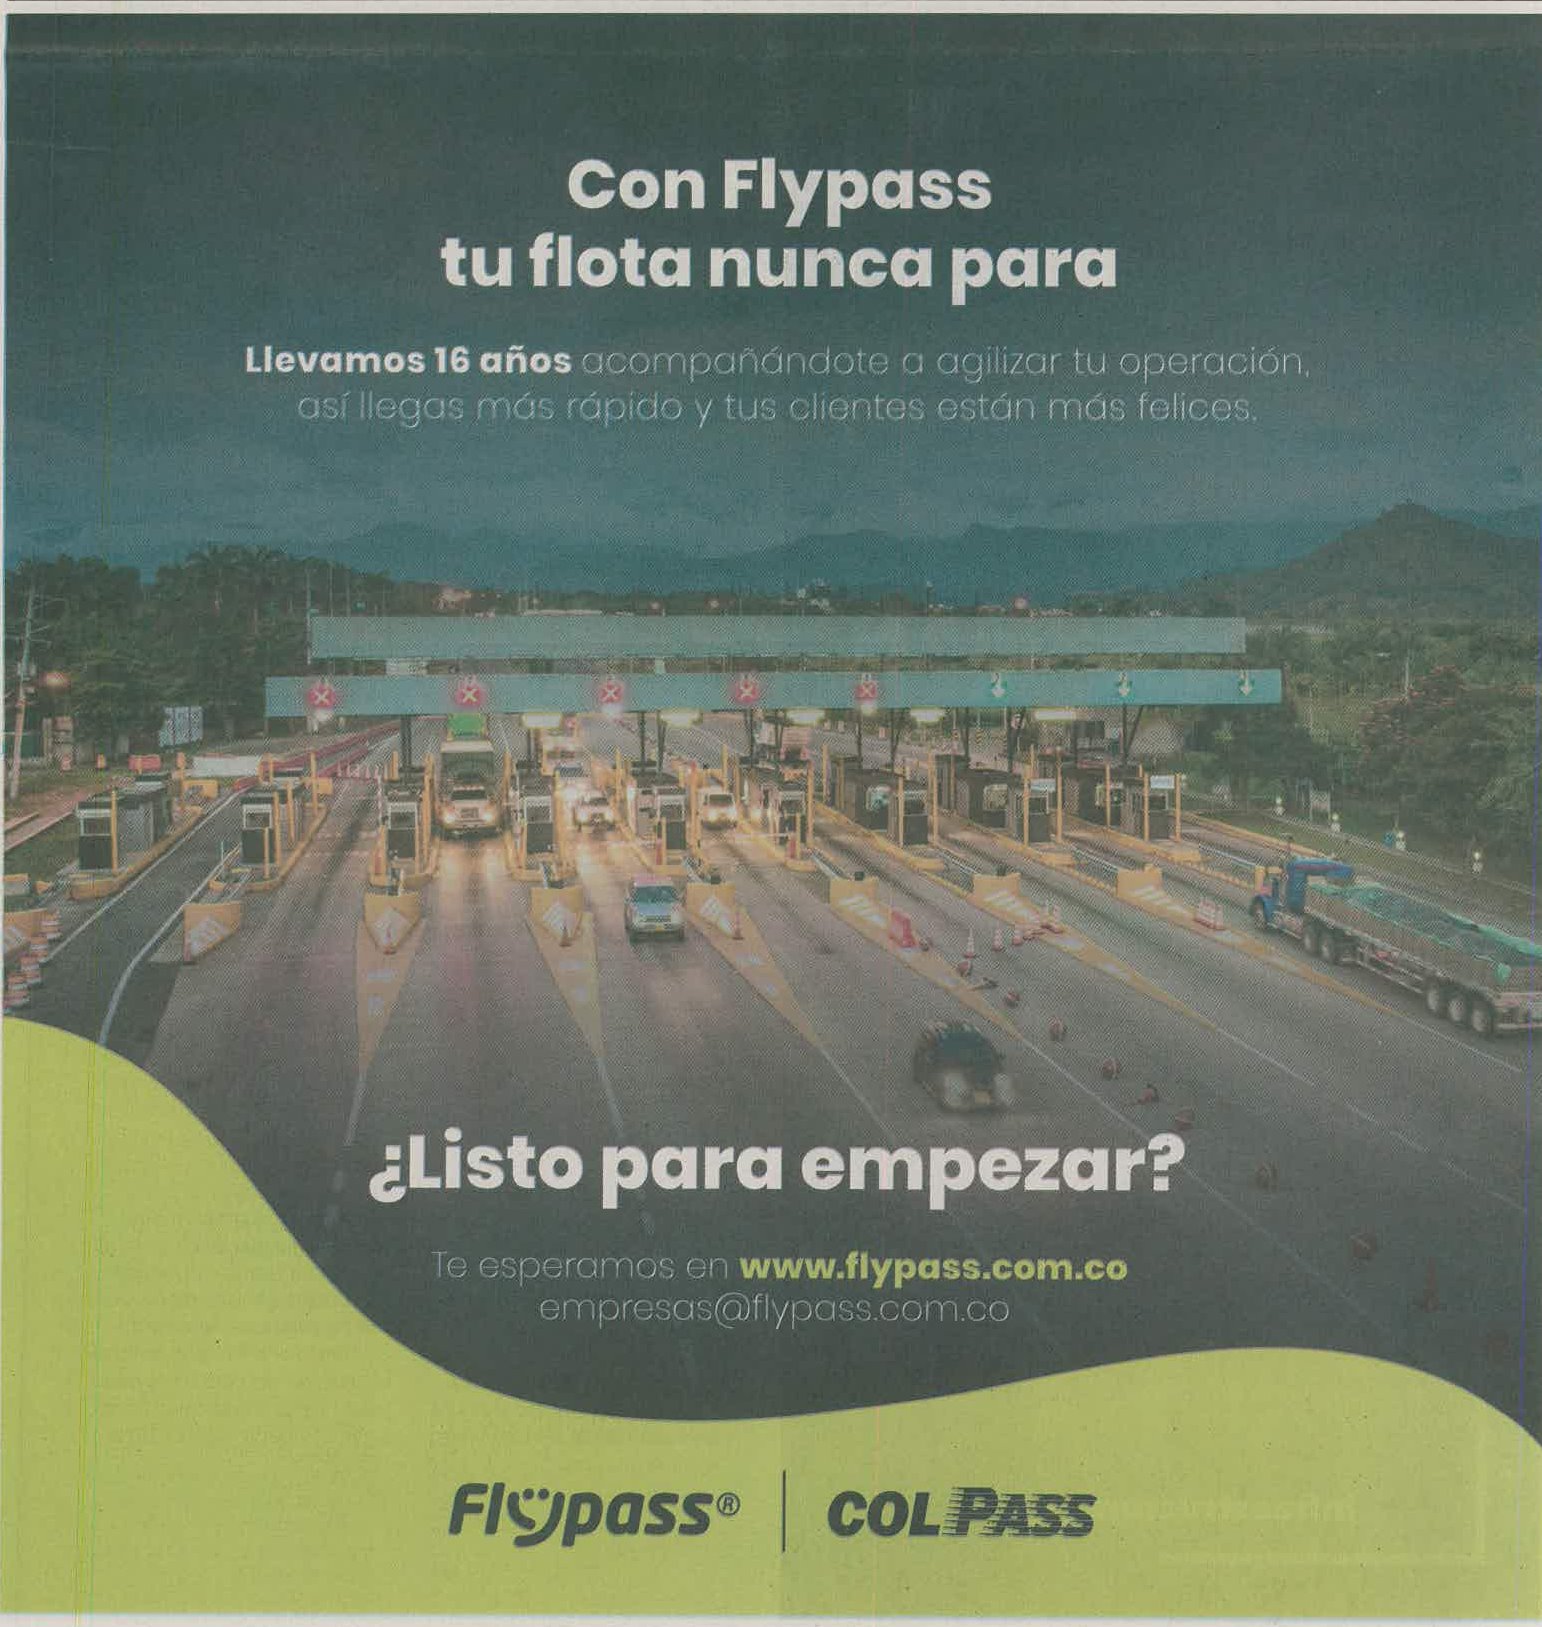 Con Flypass
tu flota nunca para
Llevamos 16 años acompañándote a agilizar tu operación,
así llegas más rápido y tus clientes están más felices.
¿Listo para empezar?
Te esperamos en www.flypass.com.co
empresas@flypass.com.co
Flypass® | COLPASS